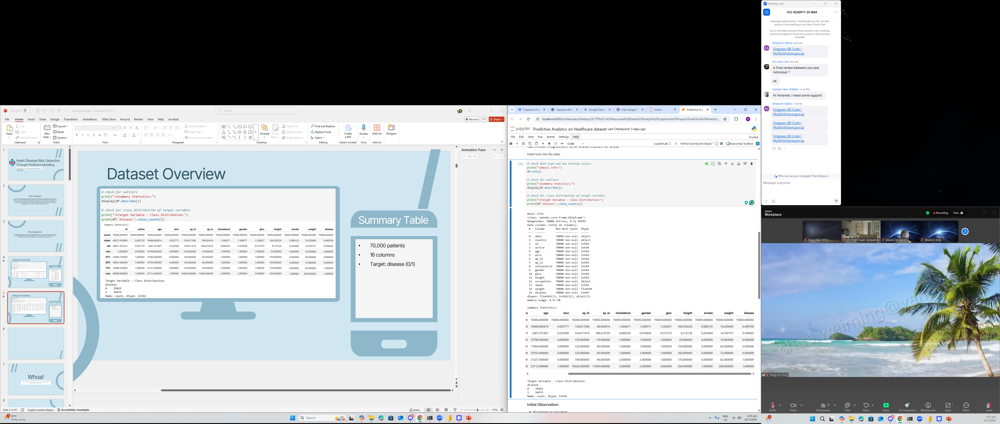 AutoSave Off
Powerpoint.pptx • Saved to this PC
Search
File Home Insert Draw Design Transitions Animations Slide Show Record Review View Help Acrobat
Record
Share
Paste
Cut
Copy
Format Painter
Clipboard
New
Slide
Layout
Reset
Section
Slides
Font
Text Direction
Align Text
Convert to SmartArt
Paragraph
Arrange
Quick
Styles
Shape Fill
Shape Outline
Shape Effects
Drawing
Find and Replace
Replace Fonts
Select
Editing
Create
a PDF
Adobe Acrobat
Dictate
Voice
Add-ins
Add-ins
Designer
1
Heart Disease Risk Detection
Through Predictive Modeling.
2
The Problem:
3
The Objective:
4
Dataset Overview
5
Dataset Overview
6
7
Whoa!
8
Dataset Overview
# check for outliers
print("\nSummary Statistics:")
display(df.describe())
# check for class distribution of target variable.
print("\nTarget Variable - Class Distribution:")
print(df['disease'].value_counts())
Summary Statistics:
id active age alco ap_hi ap_lo cholesterol gender gluc height smoke weight disease
count 70000.000000 70000.000000 70000.000000 70000.000000 70000.000000 70000.000000 70000.000000 70000.000000 70000.000000 70000.000000 70000.000000 70000.000000 70000.000000
mean 49972.419900 0.803729 19468.865814 0.053771 128.817286 96.630414 1.366871 1.349571 1.226457 164.359229 0.088129 74.205690 0.499700
std 28851.302323 0.397179 2467.251667 0.225568 154.011419 188.472530 0.680250 0.476838 0.572270 8.210126 0.283484 14.395757 0.500003
min 0.000000 0.000000 10798.000000 0.000000 -150.000000 -70.000000 1.000000 1.000000 1.000000 55.000000 0.000000 10.000000 0.000000
25% 25006.750000 1.000000 17664.000000 0.000000 120.000000 80.000000 1.000000 1.000000 1.000000 159.000000 0.000000 65.000000 0.000000
50% 50001.500000 1.000000 19703.000000 0.000000 120.000000 80.000000 1.000000 1.000000 1.000000 165.000000 0.000000 72.000000 0.000000
75% 74889.250000 1.000000 21327.000000 0.000000 140.000000 90.000000 2.000000 2.000000 1.000000 170.000000 0.000000 82.000000 1.000000
max 99999.000000 1.000000 23713.000000 1.000000 16020.000000 11000.000000 3.000000 2.000000 3.000000 250.000000 1.000000 200.000000 1.000000
Target Variable - Class Distribution:
disease
0 35021
1 34979
Name: count, dtype: int64
Summary Table
• 70,000 patients
• 16 columns
• Target: disease (0/1)
Animation Pane
Play All
Slide 5 of 58
English (United States)
Accessibility: Investigate
Notes
175%
Capstone Proj
Capstone Me
Google Gemin
Free Google S
Home
Predictive An
localhost:8888/notebooks/Desktop/SCTP%20-%20Associate%20Data%20Analyst%20Capstone%20Project/Predictive%20Analytic...
jupyter Predictive Analytics on Healthcare dataset Last Checkpoint: 3 days ago
File Edit View Run Kernel Settings Help
Trusted
Code
JupyterLab
Python [conda env:base] *
Anaconda Toolbox
1.2. Initial Inspection and Observation of Data
Initial look into the data:
[2]:
# check data type and any missing values.
print("\nBasic Info:")
df.info()
# check for outliers
print("\nSummary Statistics:")
display(df.describe())
# check for class distribution of target variable.
print("\nTarget Variable - Class Distribution:")
print(df['disease'].value_counts())
Basic Info:
<class 'pandas.core.frame.DataFrame'>
RangeIndex: 70000 entries, 0 to 69999
Data columns (total 16 columns):
# Column Non-Null Count Dtype
--- ------ -------------- -----
0 date 70000 non-null object
1 country 70000 non-null object
2 id 70000 non-null int64
3 active 70000 non-null int64
4 age 70000 non-null int64
5 alco 70000 non-null int64
6 ap_hi 70000 non-null int64
7 ap_lo 70000 non-null int64
8 cholesterol 70000 non-null int64
9 gender 70000 non-null int64
10 gluc 70000 non-null int64
11 height 70000 non-null int64
12 occupation 70000 non-null object
13 smoke 70000 non-null int64
14 weight 70000 non-null float64
15 disease 70000 non-null int64
dtypes: float64(1), int64(12), object(3)
memory usage: 8.5+ MB
Summary Statistics:
age alco ap_hi ap_lo cholesterol gender gluc height smoke weight disease
70000.000000 70000.000000 70000.000000 70000.000000 70000.000000 70000.000000 70000.000000 70000.000000 70000.000000 70000.000000 70000.000000
19468.865814 0.053771 128.817286 96.630414 1.366871 1.349571 1.226457 164.359229 0.088129 74.205690 0.499700
2467.251667 0.225568 154.011419 188.472530 0.680250 0.476838 0.572270 8.210126 0.283484 14.395757 0.500003
10798.000000 0.000000 -150.000000 -70.000000 1.000000 1.000000 1.000000 55.000000 0.000000 10.000000 0.000000
17664.000000 0.000000 120.000000 80.000000 1.000000 1.000000 1.000000 159.000000 0.000000 65.000000 0.000000
19703.000000 0.000000 120.000000 80.000000 1.000000 1.000000 1.000000 165.000000 0.000000 72.000000 0.000000
21327.000000 0.000000 140.000000 90.000000 2.000000 2.000000 1.000000 170.000000 0.000000 82.000000 1.000000
23713.000000 1.000000 16020.000000 11000.000000 3.000000 2.000000 3.000000 250.000000 1.000000 200.000000 1.000000
Target Variable - Class Distribution:
disease
0 35021
1 34979
Name: count, dtype: int64
Initial Observation:
• No missing or null values
Meeting chat
VLC-SCADF11-25-0654
Messages addressed to "meeting group chat" will also
appear in the meeting group chat in Team Chat
Due to the large number of participants in this meeting,
system messages for those who joined or left have been
disabled
Amaresh Sahoo 9:02 AM
AS
Singpass QR Code |
MySkillsFuture.gov.sg
Ter-Hoe Loh 9:02 AM
is final review between you and
individual ?
ok
Samuel Velu Chettiar 12:26 PM
Hi Amaresh, I need some support.
Amaresh Sahoo 1:58 PM
AS
Singpass QR Code |
MySkillsFuture.gov.sg
Singpass QR Code |
MySkillsFuture.gov.sg
Singpass QR Code |
MySkillsFuture.gov.sg
Who can see your messages? Recording on
Message everyone
zoom
Workplace
Recording
View
Chua Wee Ming
Lim Wen Xuan Jacqueline
Bavani Tangavellu
Eleanor Ang
chua.weiming@yahoo.com
Pang Kim Eng
Audio
Video
Participants 22
Chat
React
Share
AI Companion
Meeting info
Apps 1
More
Leave
4
32°C
Partly sunny
Search
ENG
US
4:37 pm
21/7/2025
4:37 pm
21/7/2025